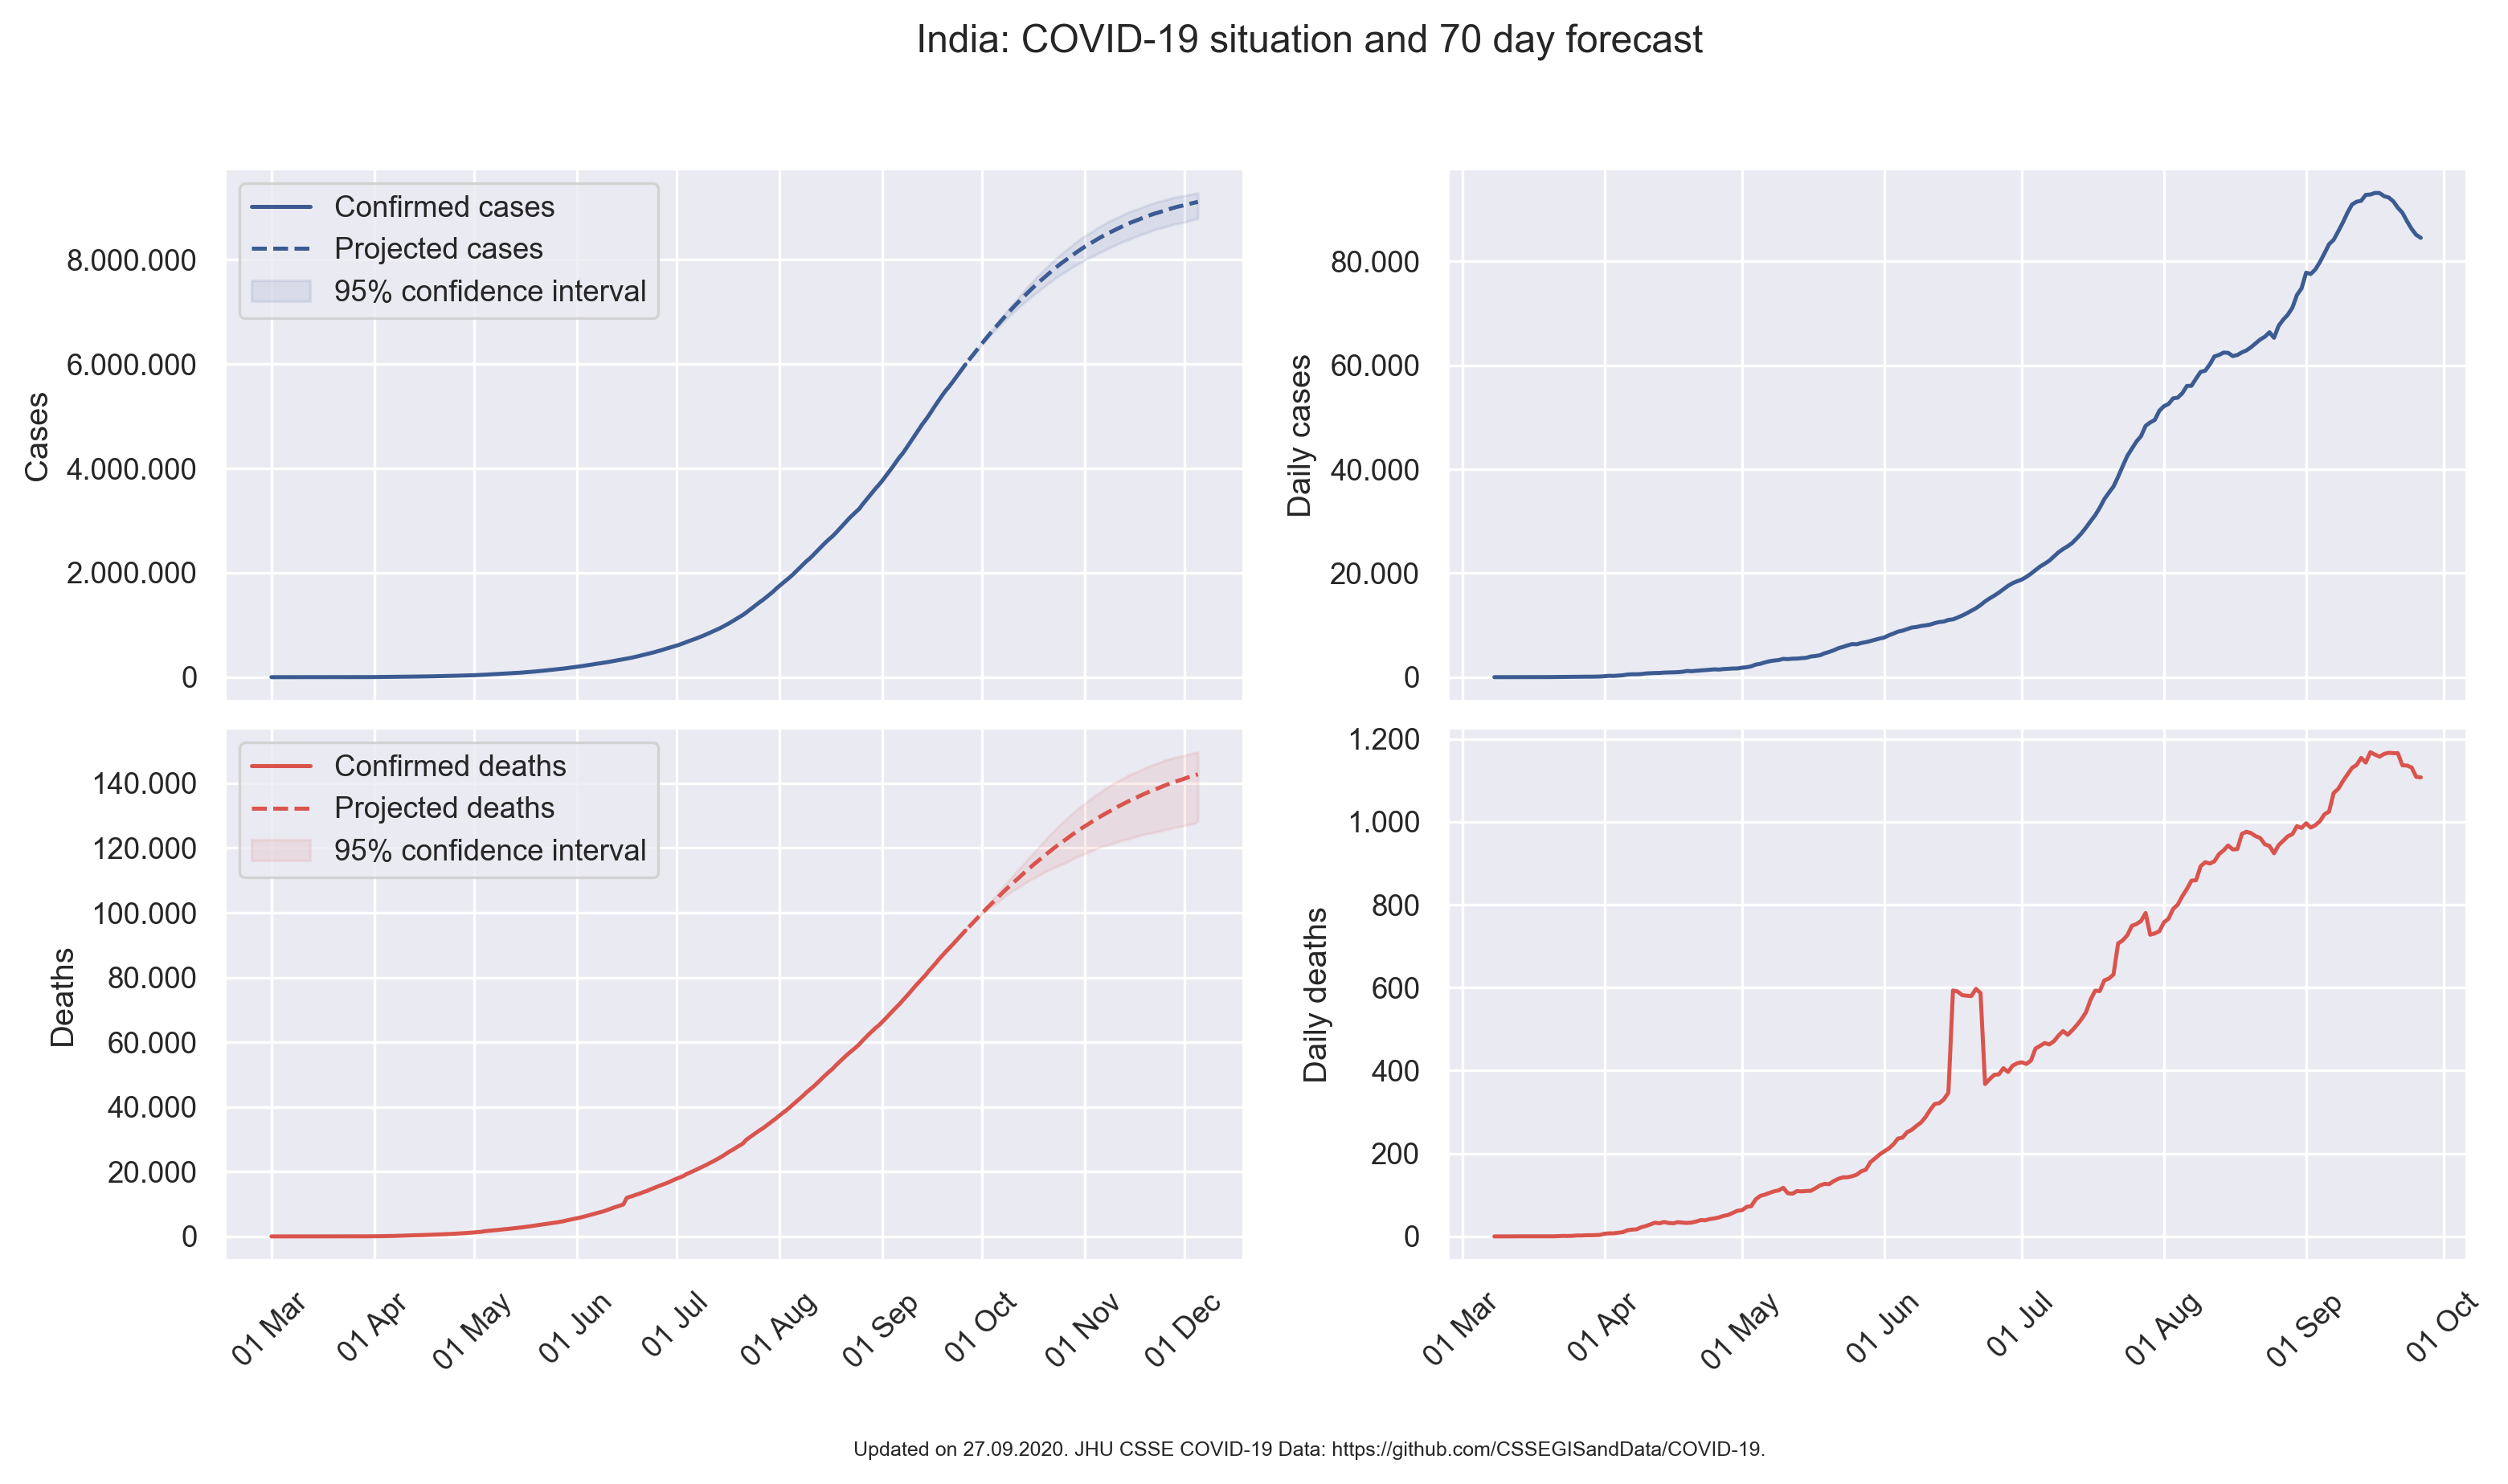 India: COVID-19 situation and 70 day forecast
Confirmed cases
Projected cases
95% confidence interval
Cases
8.000.000
6.000.000
4.000.000
2.000.000
0
Daily cases
80.000
60.000
40.000
20.000
0
Confirmed deaths
Projected deaths
95% confidence interval
Deaths
140.000
120.000
100.000
80.000
60.000
40.000
20.000
0
01 Mar
01 Apr
01 May
01 Jun
01 Jul
01 Aug
01 Sep
01 Oct
01 Nov
01 Dec
Daily deaths
1.200
1.000
800
600
400
200
0
01 Mar
01 Apr
01 May
01 Jun
01 Jul
01 Aug
01 Sep
01 Oct
Updated on 27.09.2020. JHU CSSE COVID-19 Data: https://github.com/CSSEGISandData/COVID-19.